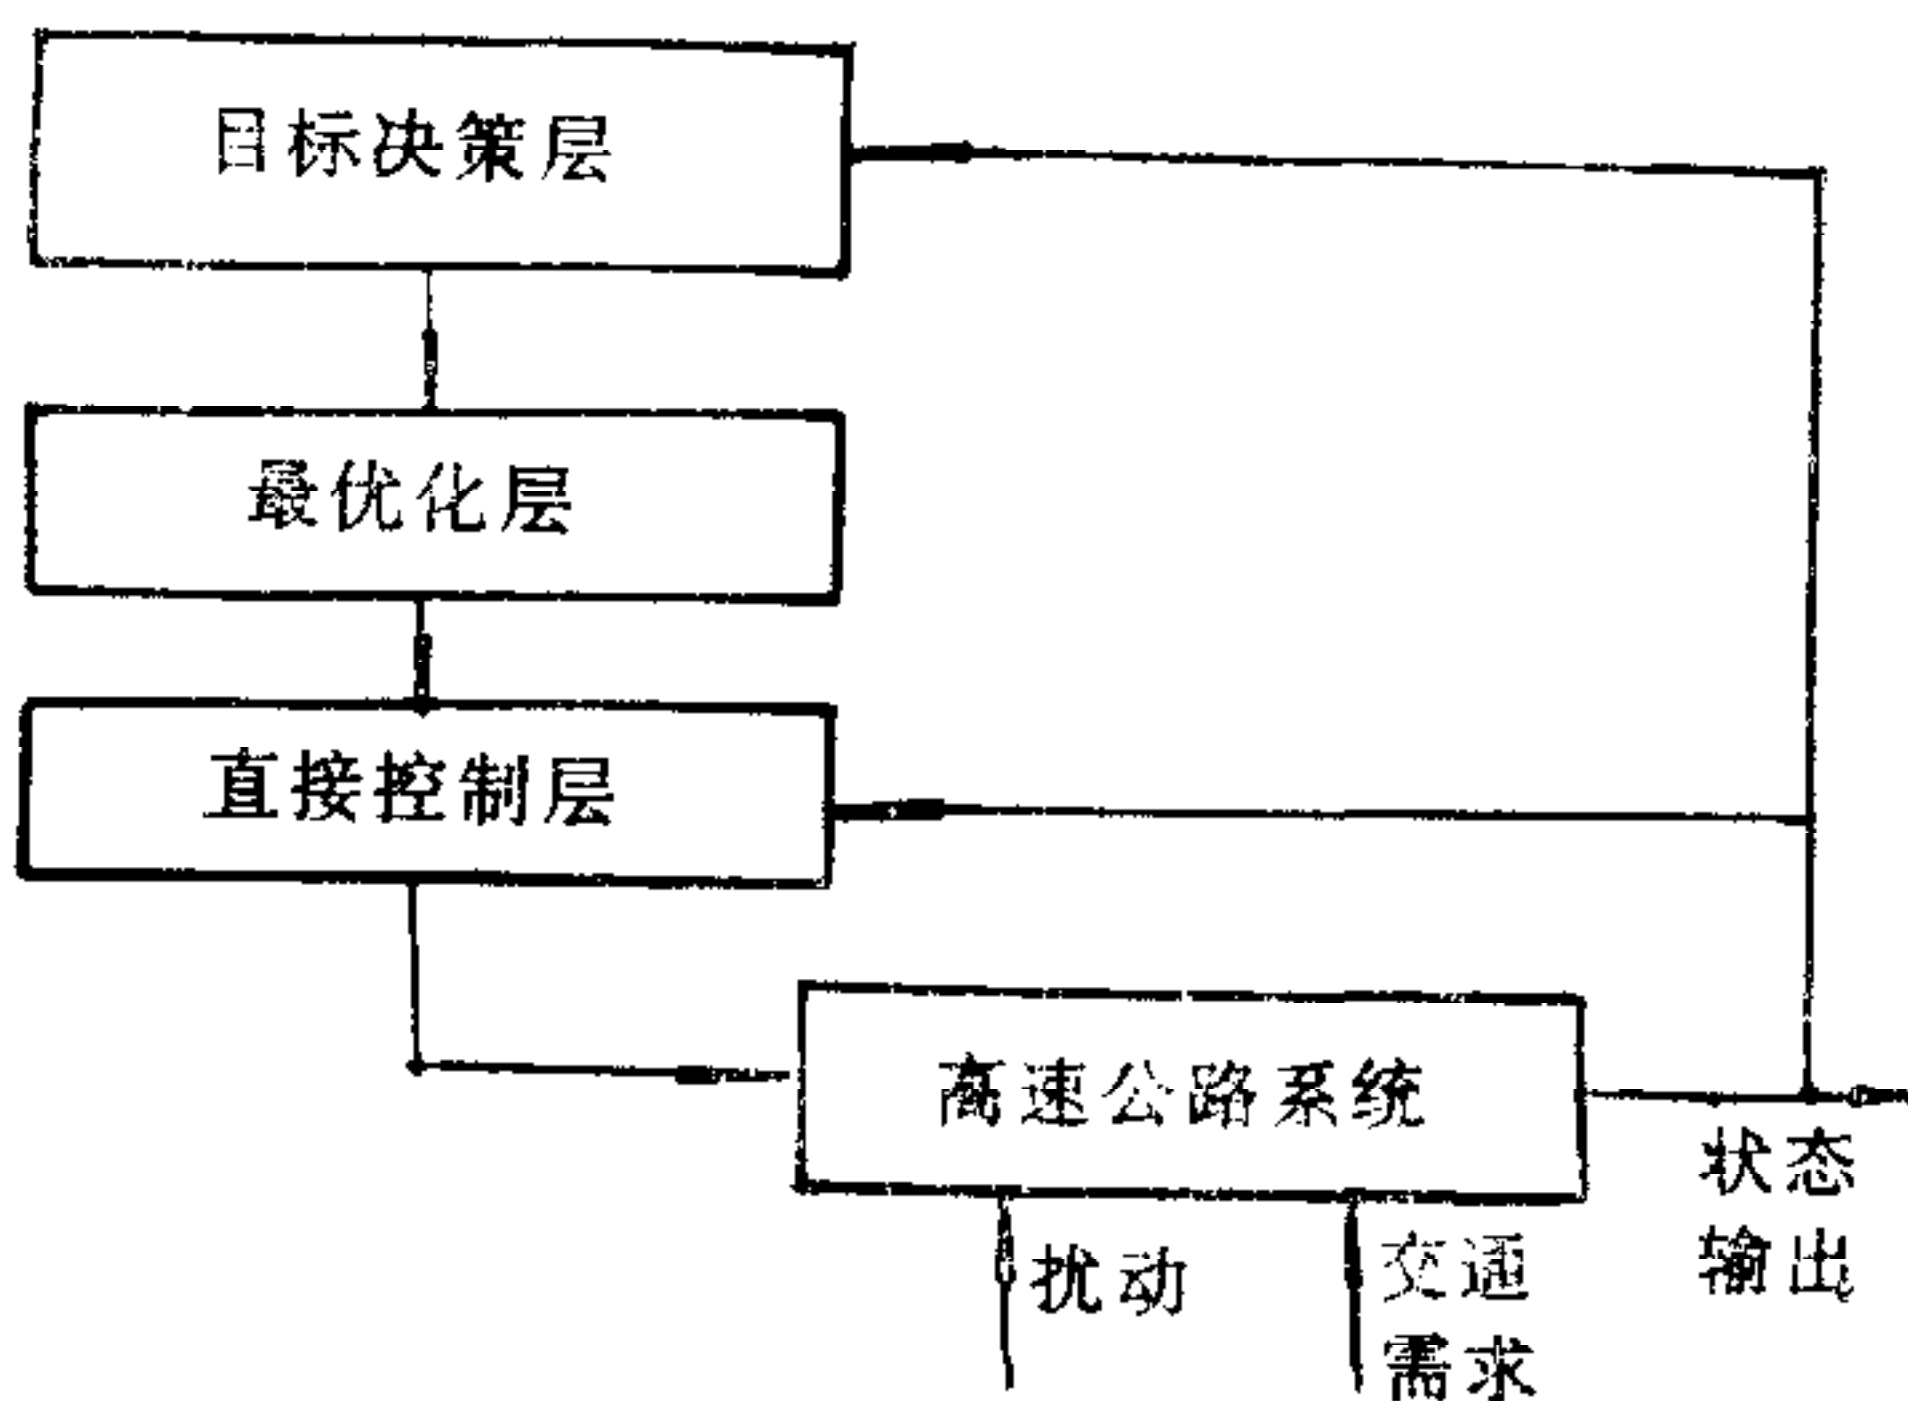 目标决策层
最优化层
直接控制层
高速公路系统
状态
输出
扰动
交通
需求